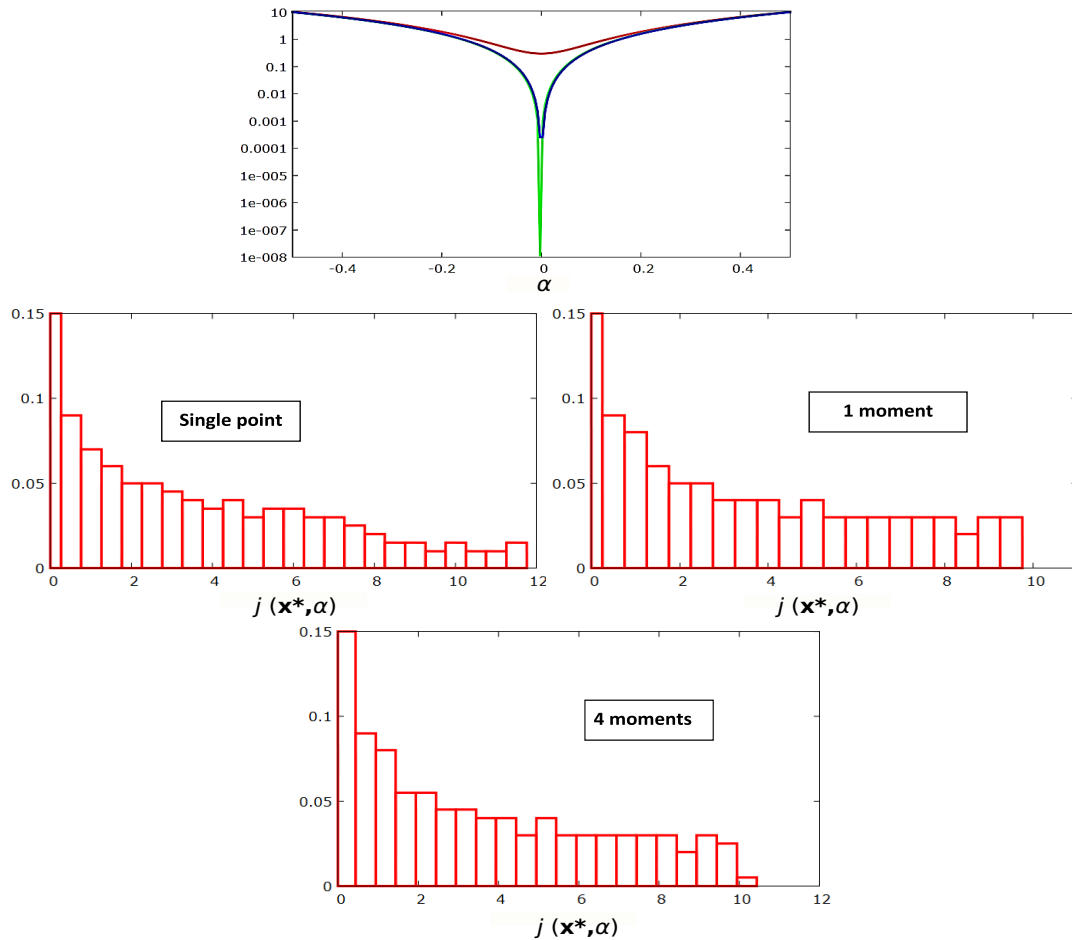 10
1
0.1
0.01
0.001
0.0001
1e-005
1e-006
1e-007
1e-008
-0.4 -0.2 0 0.2 0.4
α
0.15
0.1
0.05
0
Single point
0 2 4 6 8 10 12
j (x*,α)
0.15
0.1
0.05
0
1 moment
0 2 4 6 8 10
j (x*,α)
0.15
0.1
0.05
0
4 moments
0 2 4 6 8 10 12
j (x*,α)